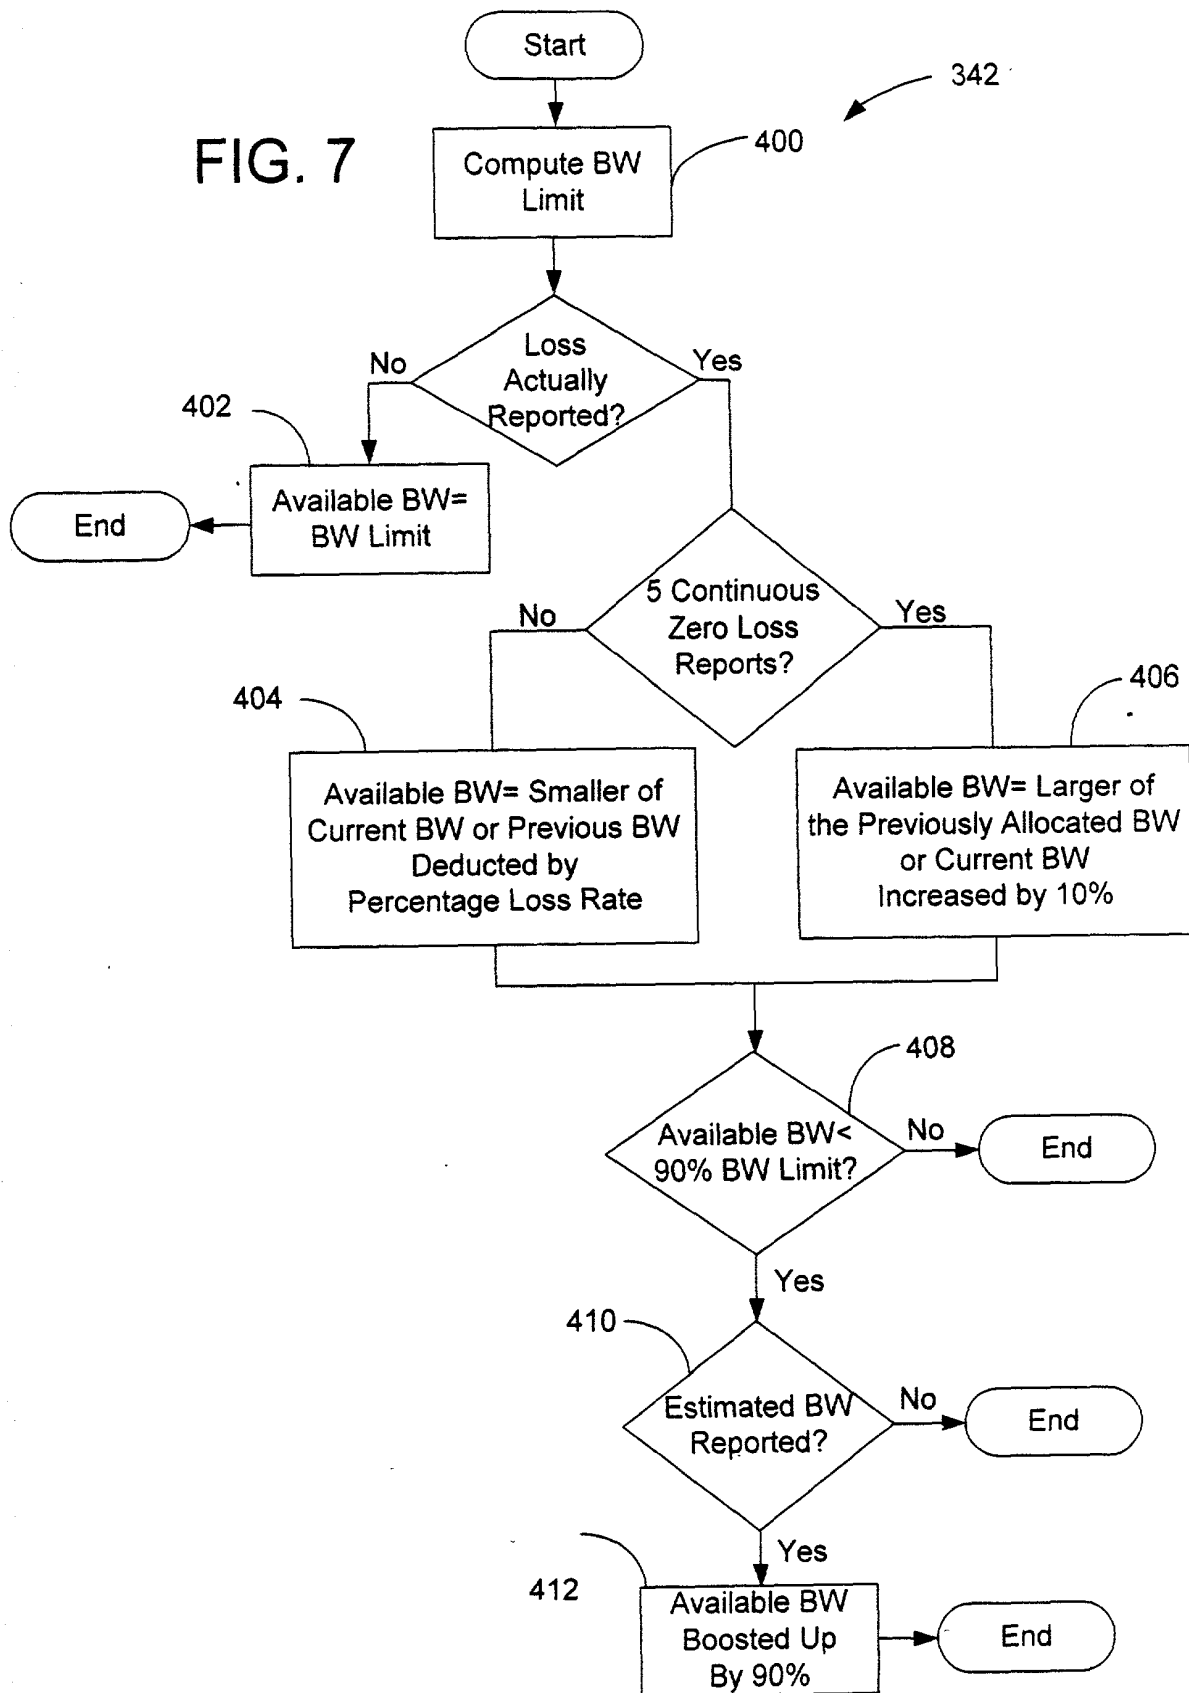 Start
342
FIG. 7
400
Compute BW
Limit
Loss
Actually
Reported?
No
Yes
402
Available BW=
BW Limit
End
5 Continuous
Zero Loss
Reports?
No
Yes
404
406
Available BW= Smaller of
Current BW or Previous BW
Deducted by
Percentage Loss Rate
Available BW= Larger of
the Previously Allocated BW
or Current BW
Increased by 10%
408
Available BW<
90% BW Limit?
No
End
Yes
410
Estimated BW
Reported?
No
End
Yes
412
Available BW
Boosted Up
By 90%
End